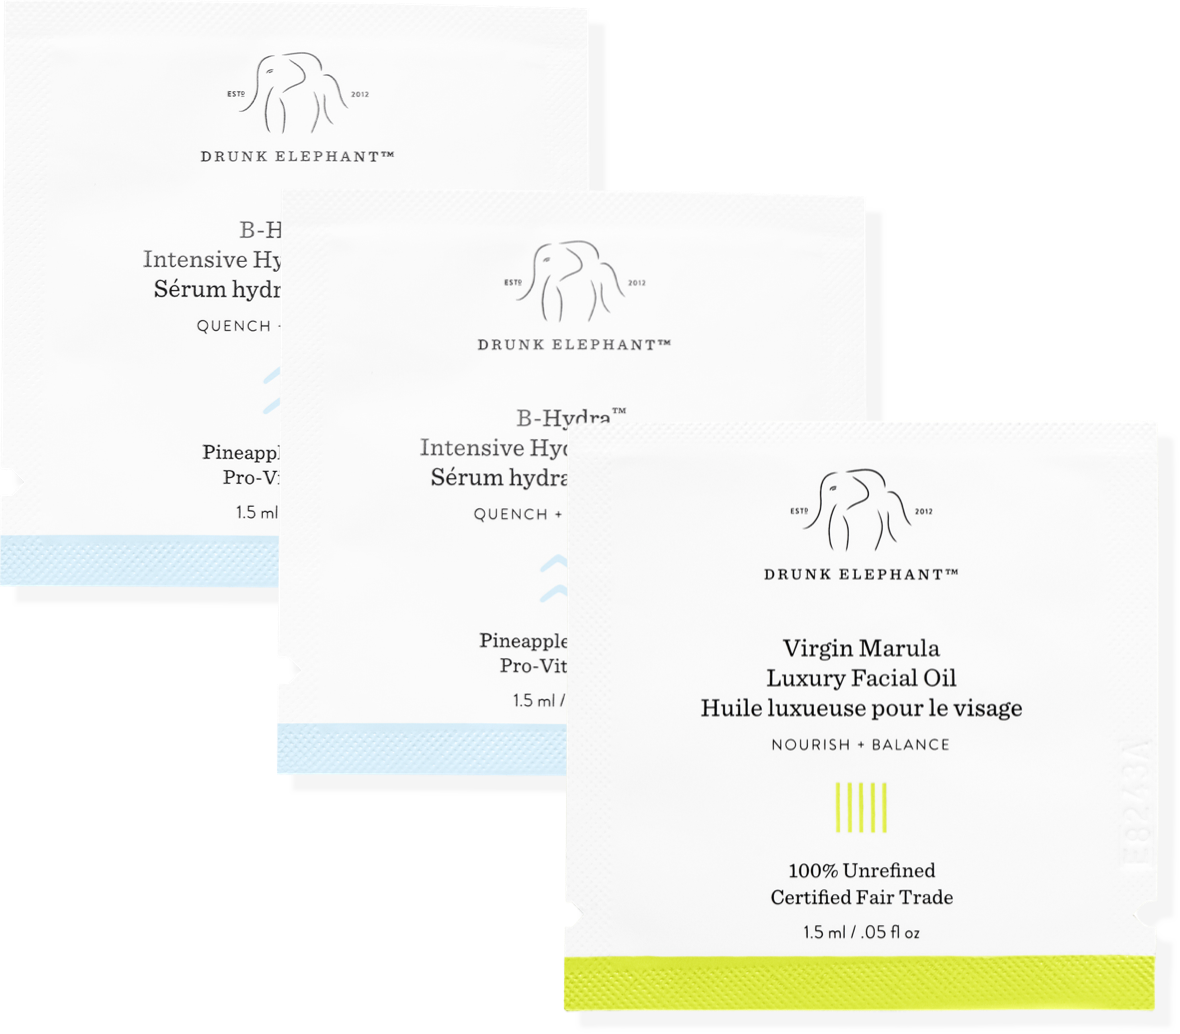 ESTD 2012
DRUNK ELEPHANT™
B-H
Intensive Hy
Sérum hydr
QUENCH
Pineappl
Pro-Vi
1.5 ml
ESTD 2012
DRUNK ELEPHANT™
B-Hydra™
Intensive Hyd
Sérum hydra
QUENCH +
Pineapple
Pro-Vit
1.5 ml /
ESTD 2012
DRUNK ELEPHANT™
Virgin Marula
Luxury Facial Oil
Huile luxueuse pour le visage
NOURISH + BALANCE
100% Unrefined
Certified Fair Trade
1.5 ml / .05 fl oz